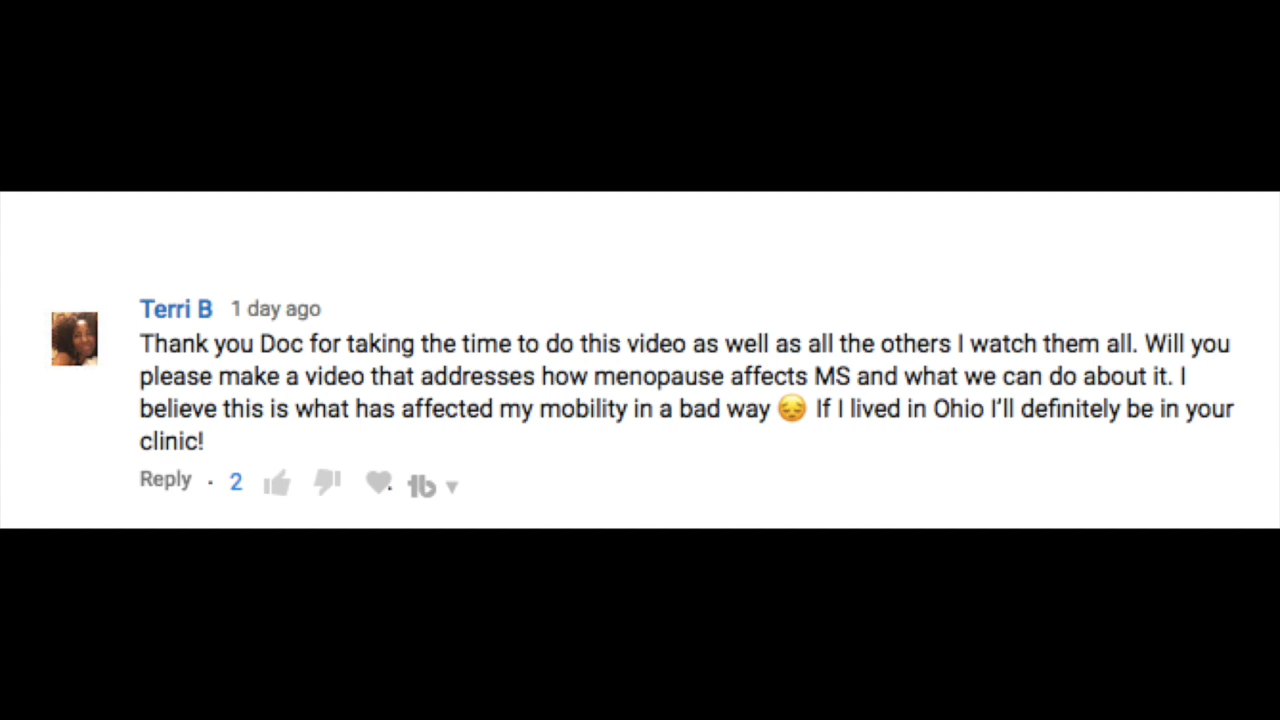 Terri B 1 day ago
Thank you Doc for taking the time to do this video as well as all the others I watch them all. Will you
please make a video that addresses how menopause affects MS and what we can do about it. I
believe this is what has affected my mobility in a bad way 😔 If I lived in Ohio I'll definitely be in your
clinic!
Reply · 2 tb